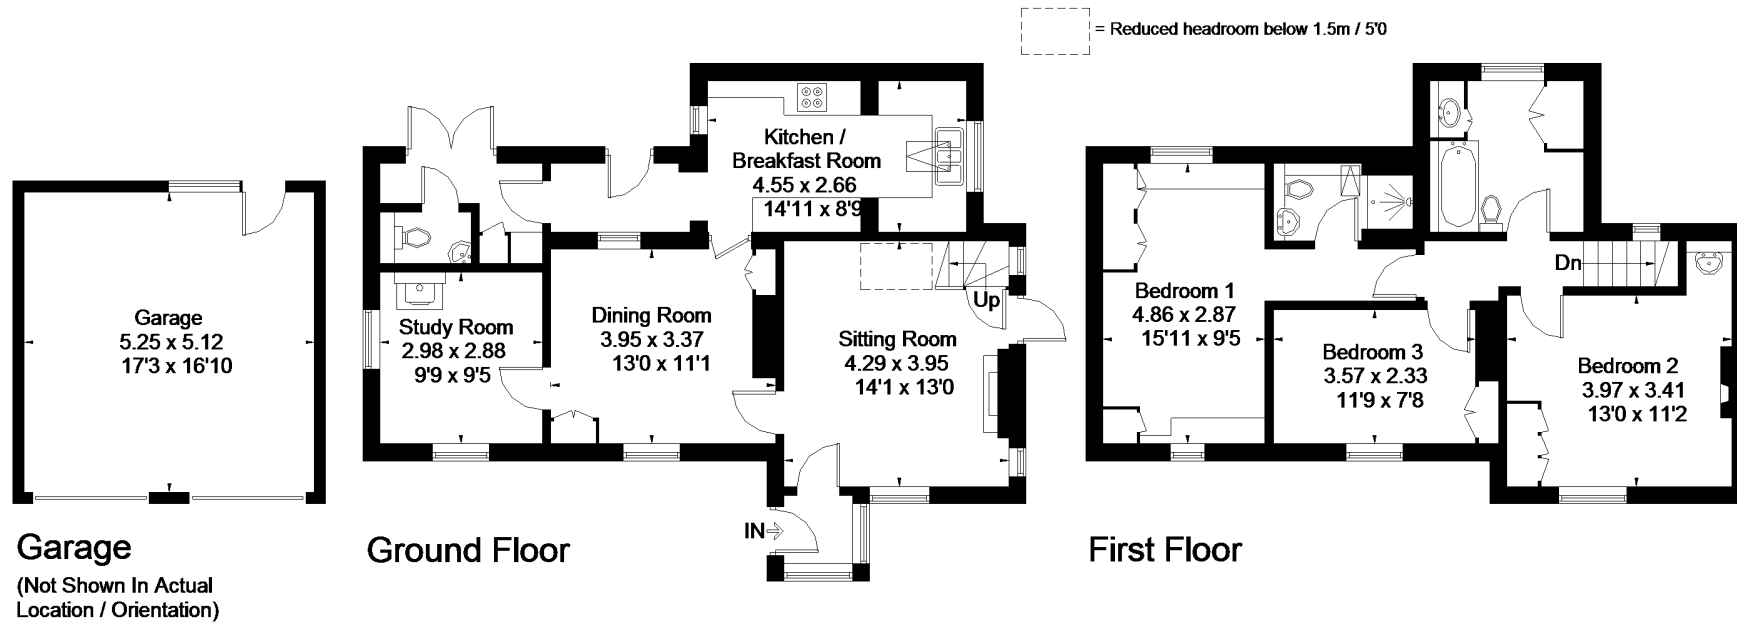 = Reduced headroom below 1.5m / 5'0
Kitchen /
Breakfast Room
4.55 x 2.66
14'11 x 8'9
Garage
5.25 x 5.12
17'3 x 16'10
Study Room
2.98 x 2.88
9'9 x 9'5
Dining Room
3.95 x 3.37
13'0 x 11'1
Sitting Room
4.29 x 3.95
14'1 x 13'0
Up
IN
Bedroom 1
4.86 x 2.87
15'11 x 9'5
Bedroom 3
3.57 x 2.33
11'9 x 7'8
Dn
Bedroom 2
3.97 x 3.41
13'0 x 11'2
Garage
(Not Shown In Actual
Location / Orientation)
Ground Floor
First Floor